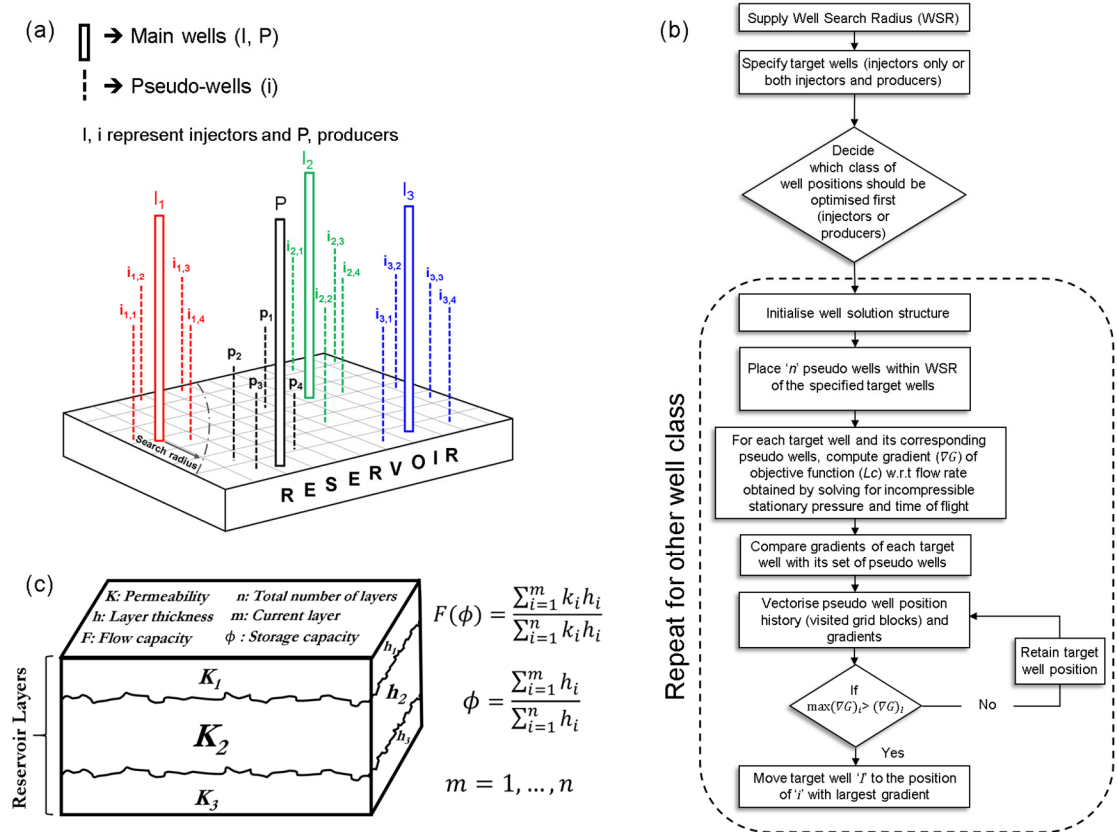 (a)
→ Main wells (I, P)
→ Pseudo-wells (i)
I, i represent injectors and P, producers
I₁
P
I₂
I₃
i₁,₁
i₁,₂
i₁,₃
i₁,₄
p₁
p₂
p₃
p₄
i₂,₁
i₂,₂
i₂,₃
i₂,₄
i₃,₁
i₃,₂
i₃,₃
i₃,₄
Search radius
RESERVOIR
(b)
Supply Well Search Radius (WSR)
Specify target wells (injectors only or
both injectors and producers)
Decide
which class of
well positions should be
optimised first
(injectors or
producers)
Repeat for other well class
Initialise well solution structure
Place ‘n’ pseudo wells within WSR
of the specified target wells
For each target well and its corresponding
pseudo wells, compute gradient (∇G) of
objective function (Lc) w.r.t flow rate
obtained by solving for incompressible
stationary pressure and time of flight
Compare gradients of each target
well with its set of pseudo wells
Vectorise pseudo well position
history (visited grid blocks) and
gradients
Retain target
well position
If
max(∇G)ᵢ> (∇G)_I
No
Yes
Move target well ‘I’ to the position
of ‘i’ with largest gradient
(c)
K: Permeability
n: Total number of layers
h: Layer thickness
m: Current layer
F: Flow capacity
ϕ : Storage capacity
Reservoir Layers
K₁
K₂
K₃
h₁
h₂
h₃
F(ϕ) = \frac{\sum_{i=1}^{m} k_i h_i}{\sum_{i=1}^{n} k_i h_i}
ϕ = \frac{\sum_{i=1}^{m} h_i}{\sum_{i=1}^{n} h_i}
m = 1, … , n